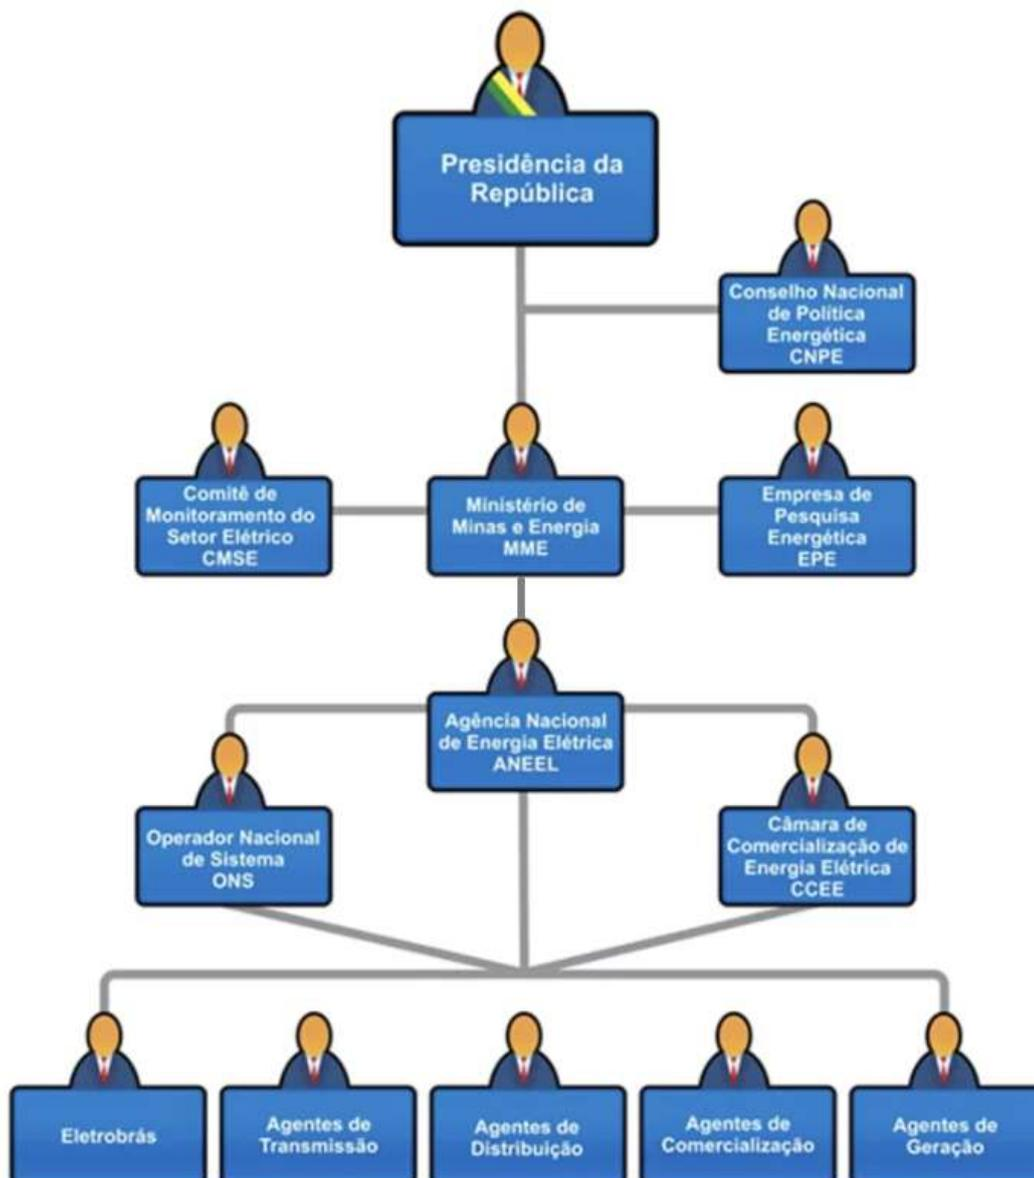 Presidência da
República
Conselho Nacional
de Política
Energética
CNPE
Comitê de
Monitoramento do
Setor Elétrico
CMSE
Ministério de
Minas e Energia
MME
Empresa de
Pesquisa
Energética
EPE
Agência Nacional
de Energia Elétrica
ANEEL
Operador Nacional
de Sistema
ONS
Câmara de
Comercialização de
Energia Elétrica
CCEE
Eletrobrás
Agentes de
Transmissão
Agentes de
Distribuição
Agentes de
Comercialização
Agentes de
Geração